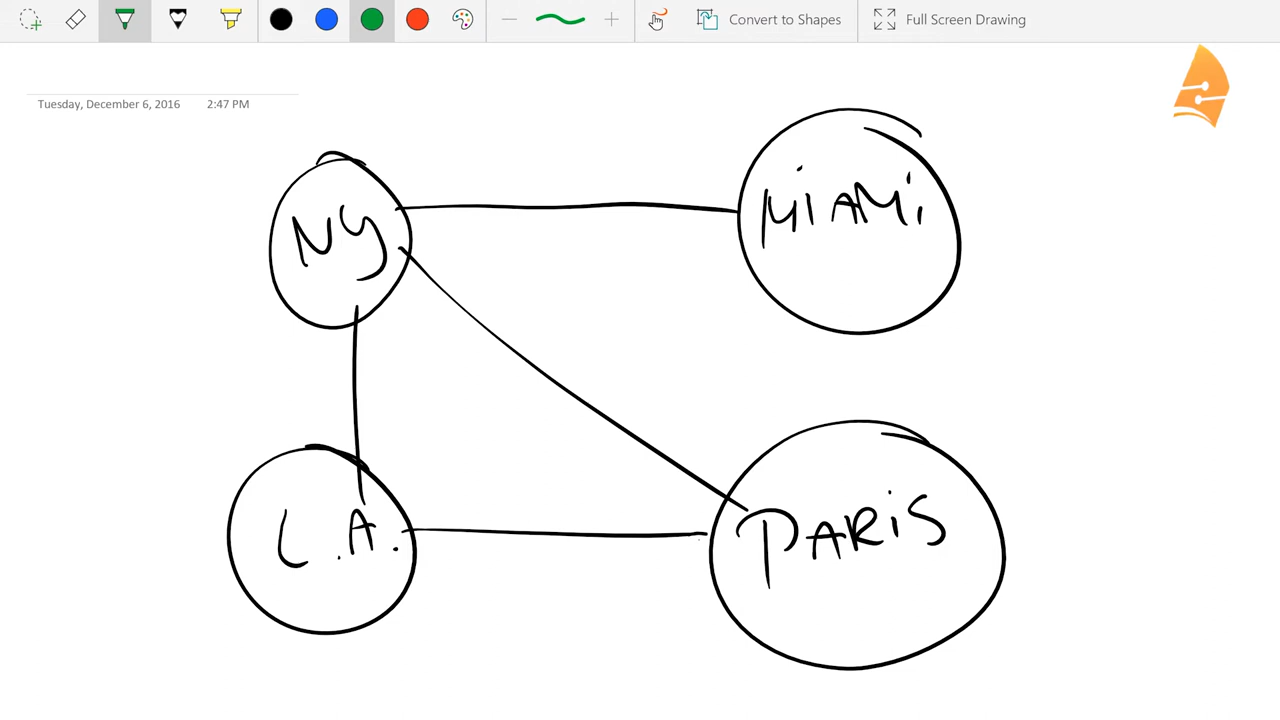 Convert to Shapes
Full Screen Drawing
Tuesday, December 6, 2016 2:47 PM
NY
MiAMi
L.A.
PARiS